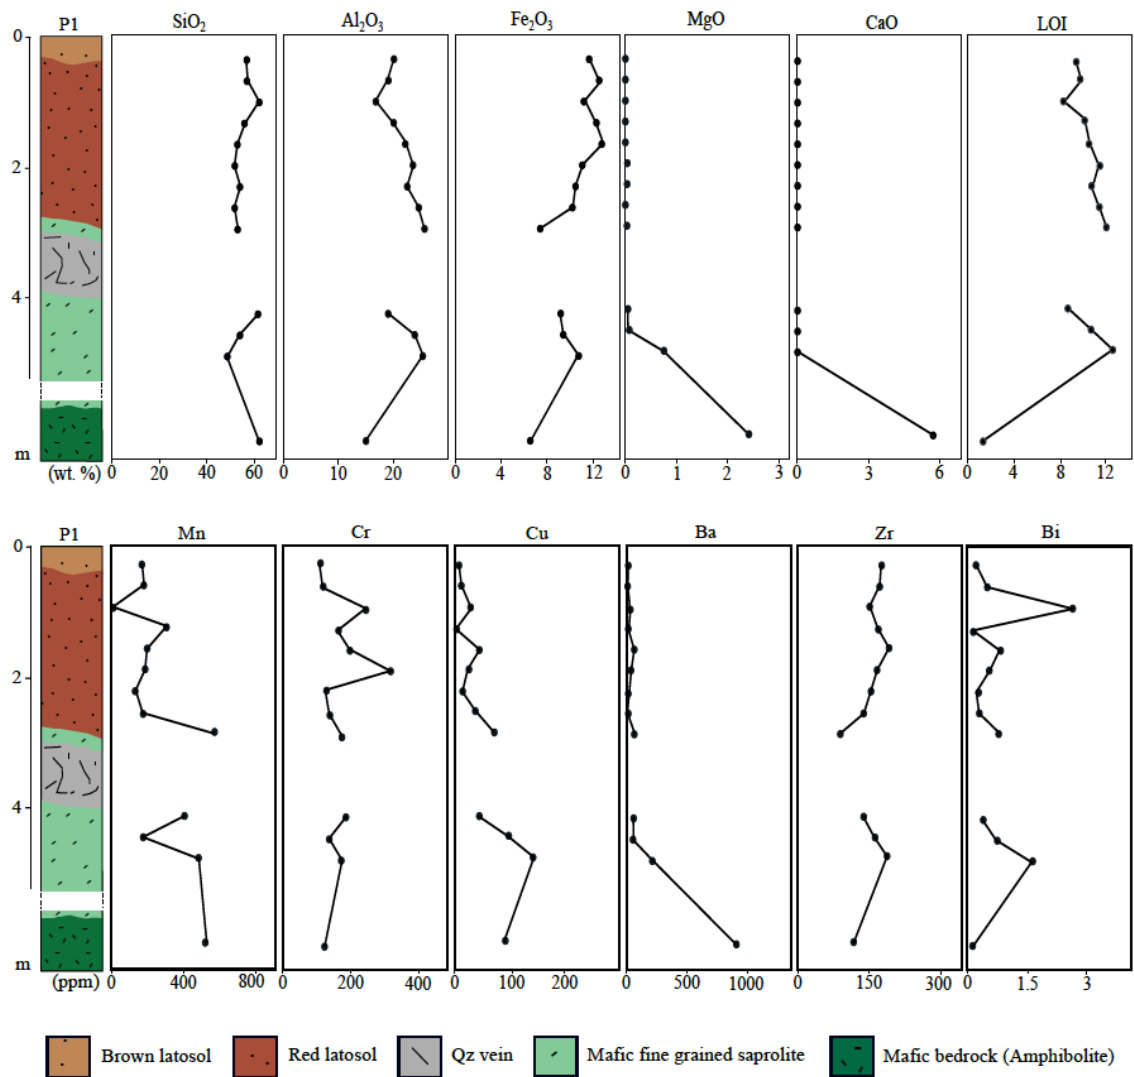 P1 SiO₂ Al₂O₃ Fe₂O₃ MgO CaO LOI
0
2
4
m
(wt. %) 0 20 40 60 0 10 20 0 4 8 12 0 1 2 3 0 3 6 0 4 8 12
P1 Mn Cr Cu Ba Zr Bi
0
2
4
m
(ppm) 0 400 800 0 200 400 0 100 200 0 1000 0 150 300 0 1.5 3
Brown latosol Red latosol Qz vein Mafic fine grained saprolite Mafic bedrock (Amphibolite)